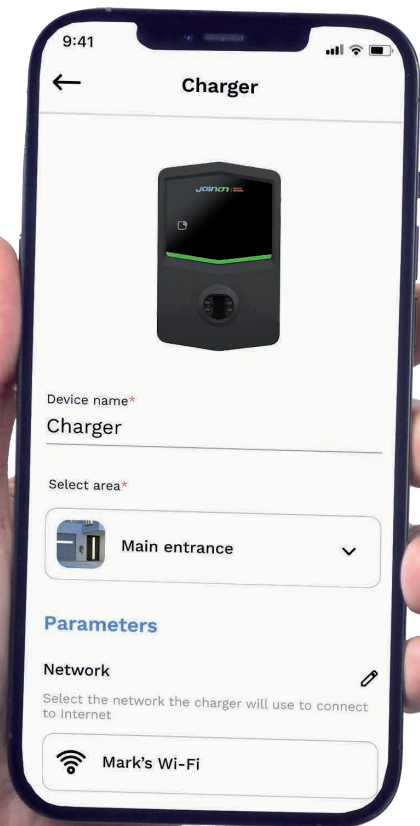 9:41
Charger
JOINON
Device name*
Charger
Select area*
Main entrance
Parameters
Network
Select the network the charger will use to connect
to Internet
Mark's Wi-Fi